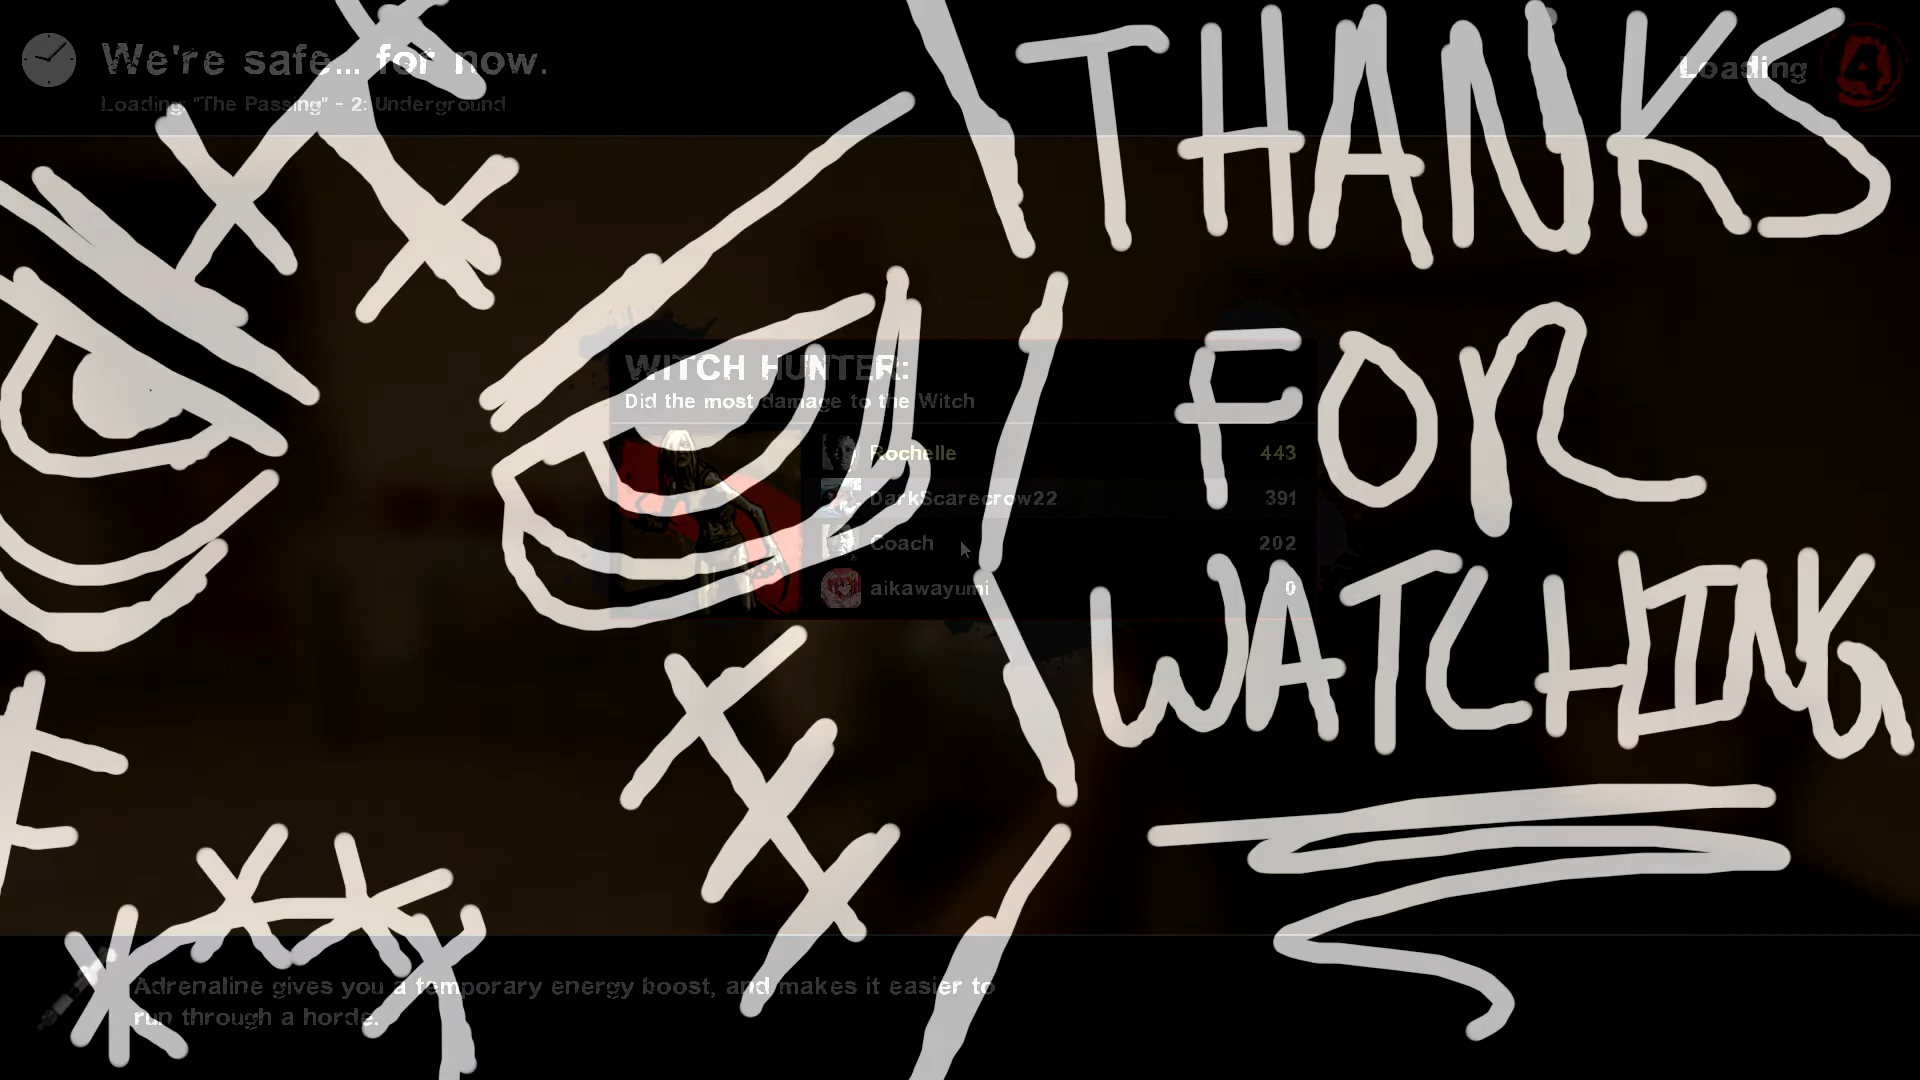 We're safe... for now.
Loading: "The Passing" - 2: Underground
Loading
THANKS
FOR
WATCHING
WITCH HUNTER:
Did the most damage to the Witch
Rochelle 443
DarkScarecrow22 391
Coach 202
aikawayumi 0
Adrenaline gives you a temporary energy boost, and makes it easier to
run through a horde.